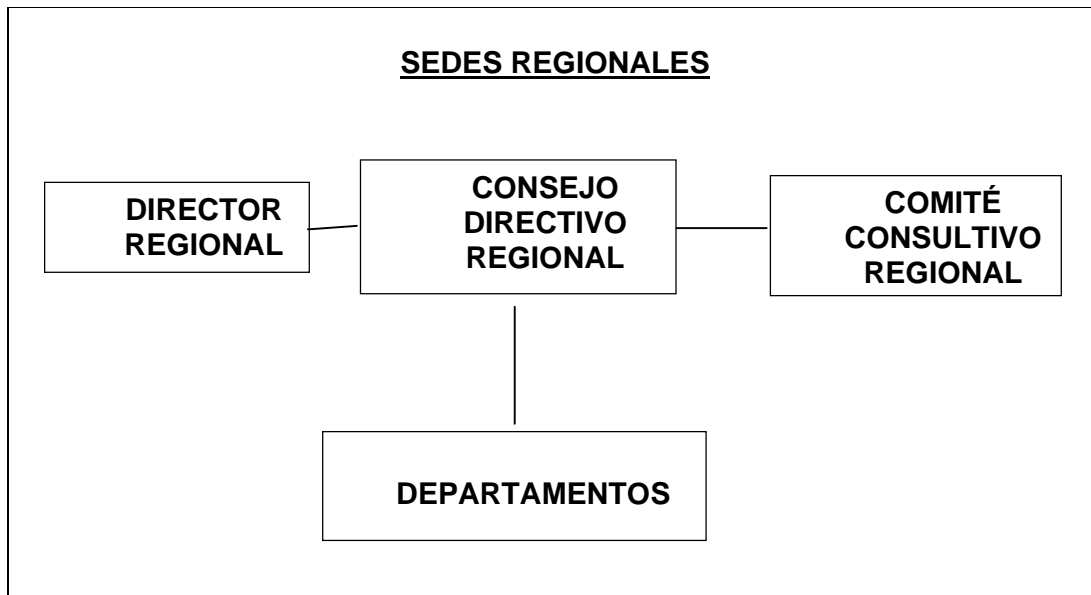 SEDES REGIONALES
DIRECTOR
REGIONAL
CONSEJO
DIRECTIVO
REGIONAL
COMITÉ
CONSULTIVO
REGIONAL
DEPARTAMENTOS